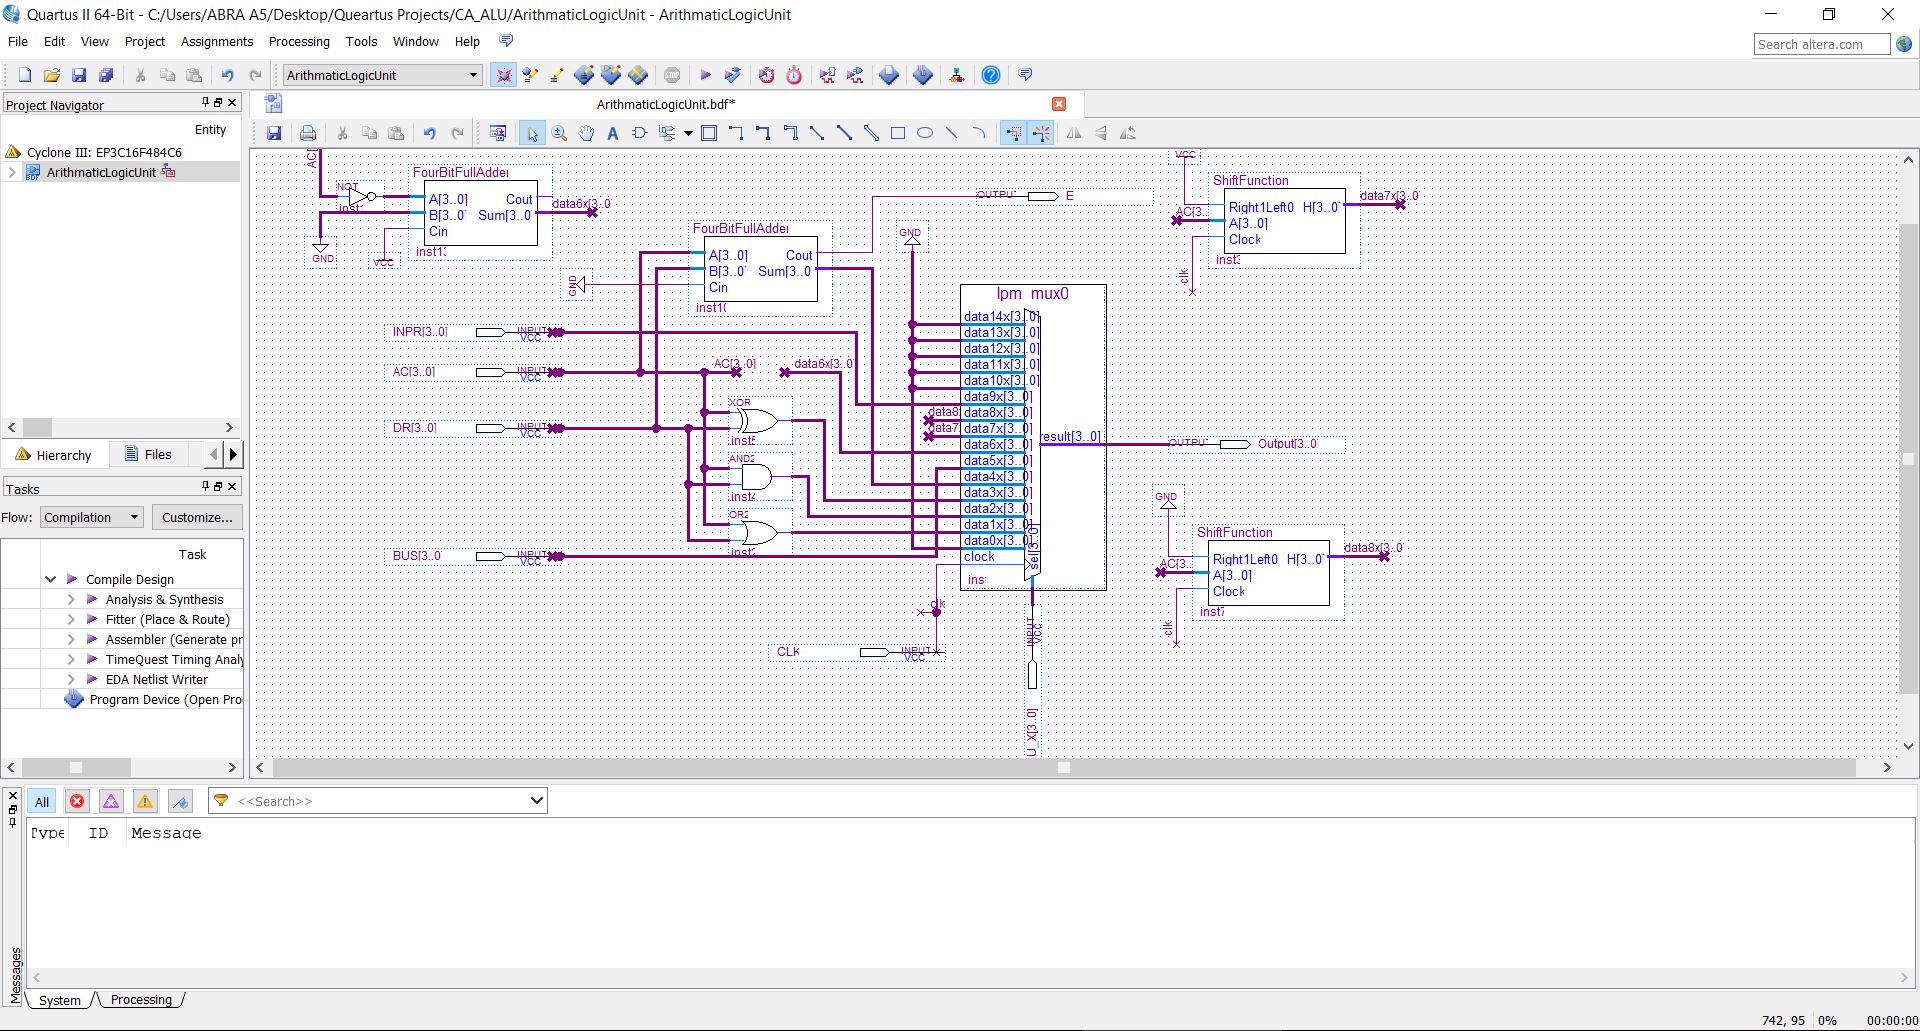 Quartus II 64-Bit - C:/Users/ABRA A5/Desktop/Queartus Projects/CA_ALU/ArithmaticLogicUnit - ArithmaticLogicUnit
File Edit View Project Assignments Processing Tools Window Help
Search altera.com
ArithmaticLogicUnit
STOP
Project Navigator
Entity
Cyclone III: EP3C16F484C6
ArithmaticLogicUnit
Hierarchy Files
Tasks
Flow: Compilation Customize...
Task
Compile Design
Analysis & Synthesis
Fitter (Place & Route)
Assembler (Generate pr
TimeQuest Timing Analy
EDA Netlist Writer
Program Device (Open Pro
ArithmaticLogicUnit.bdf*
AC[
NOT
inst
GND
VCC
FourBitFullAdder
A[3..0] Cout
B[3..0 Sum[3..0
Cin
inst1
data6x[3..0
FourBitFullAdder
A[3..0] Cout
B[3..0 Sum[3..0
Cin
inst1
GND
OUTPUT E
GND
INPR[3..0] INPUT
VCC
AC[3..0] INPUT
VCC
DR[3..0] INPUT
VCC
BUS[3..0 INPUT
VCC
AC[3..0] data6x[3..0
XOR
inst
AND2
inst
OR2
inst
lpm_mux0
data14x[3..0]
data13x[3..0]
data12x[3..0]
data11x[3..0]
data10x[3..0]
data9x[3..0]
data8x[3..0]
data7x[3..0]
data6x[3..0]
data5x[3..0]
data4x[3..0]
data3x[3..0]
data2x[3..0]
data1x[3..0]
data0x[3..0]
clock
sel[3..0]
result[3..0]
ins
data8
data7
OUTPUT Output[3..0
clk
CLK INPUT
VCC
INPUT
VCC
U_X[3..0]
VCC
ShiftFunction
Right1Left0 H[3..0
A[3..0]
Clock
inst
AC[3..
clk
data7x[3..0
GND
ShiftFunction
Right1Left0 H[3..0
A[3..0]
Clock
inst
AC[3..
clk
data8x[3..0
All <<Search>>
Type ID Message
Messages
System Processing
742, 95 0% 00:00:00